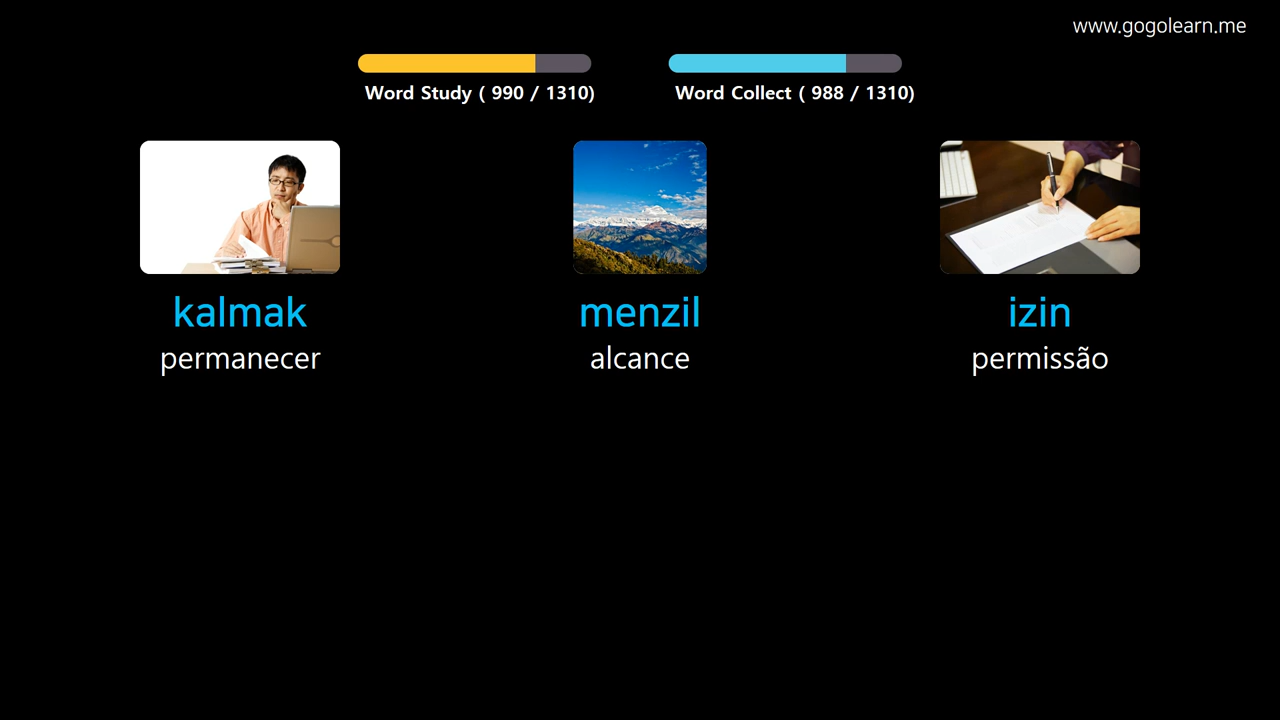 www.gogolearn.me
Word Study ( 990 / 1310)
Word Collect ( 988 / 1310)
kalmak
permanecer
menzil
alcance
izin
permissão